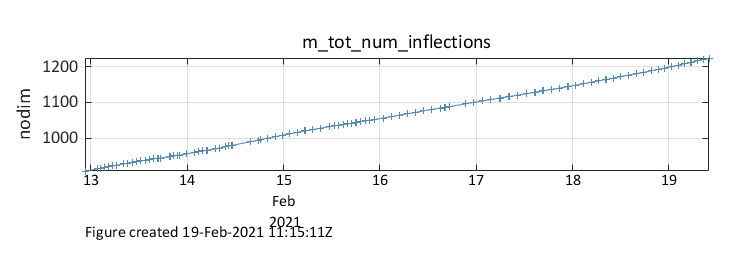 m_tot_num_inflections
nodim
1200
1100
1000
13 14 15 16 17 18 19
Feb
2021
Figure created 19-Feb-2021 11:15:11Z